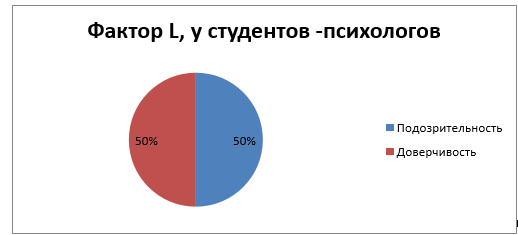 Фактор L, у студентов -психологов
50%
50%
Подозрительность
Доверчивость